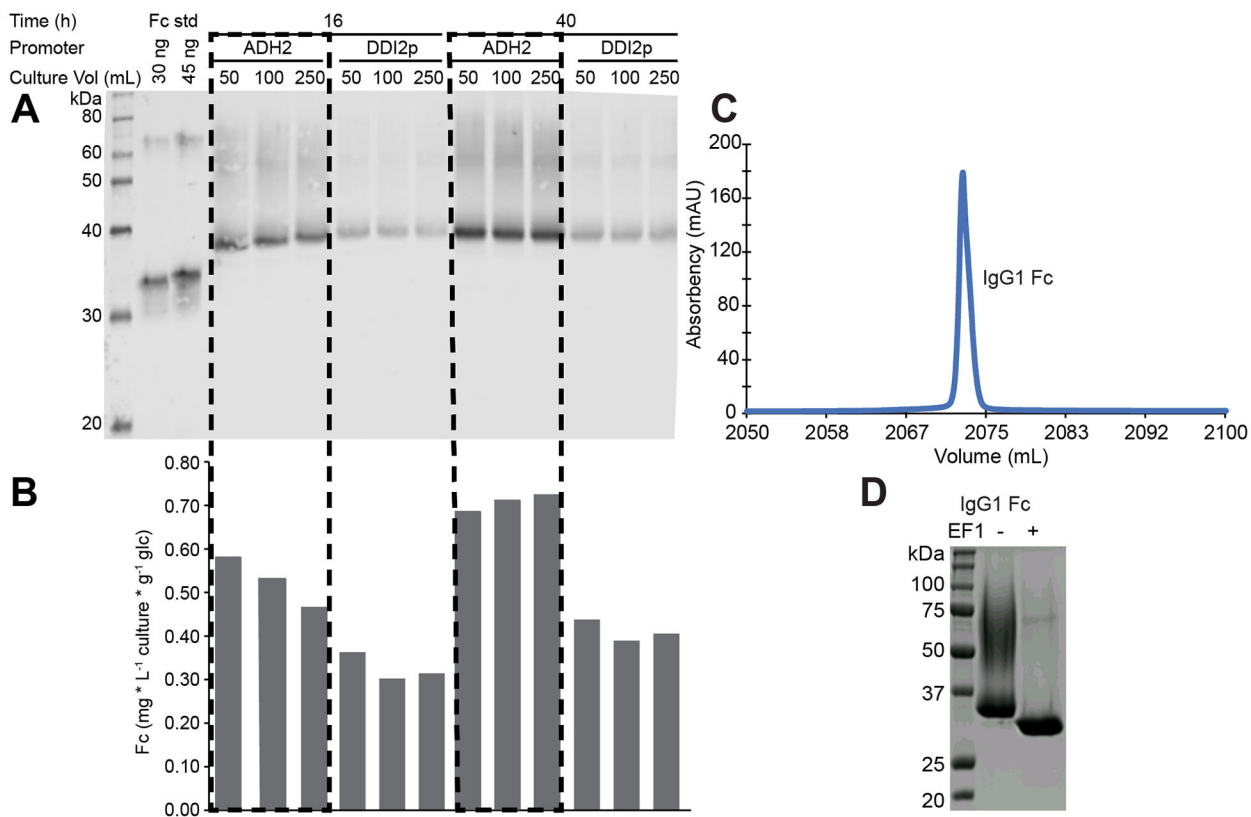 Time (h) Fc std 16 40
Promoter 30 ng 45 ng ADH2 DDI2p ADH2 DDI2p
Culture Vol (mL) 50 100 250 50 100 250 50 100 250 50 100 250
A
kDa
80
60
50
40
30
20
B
Fc (mg * L⁻¹ culture * g⁻¹ glc)
0.80
0.70
0.60
0.50
0.40
0.30
0.20
0.10
0.00
C
Absorbency (mAU)
200
160
120
80
40
0
IgG1 Fc
2050 2058 2067 2075 2083 2092 2100
Volume (mL)
D
IgG1 Fc
EF1 - +
kDa
100
75
50
37
25
20